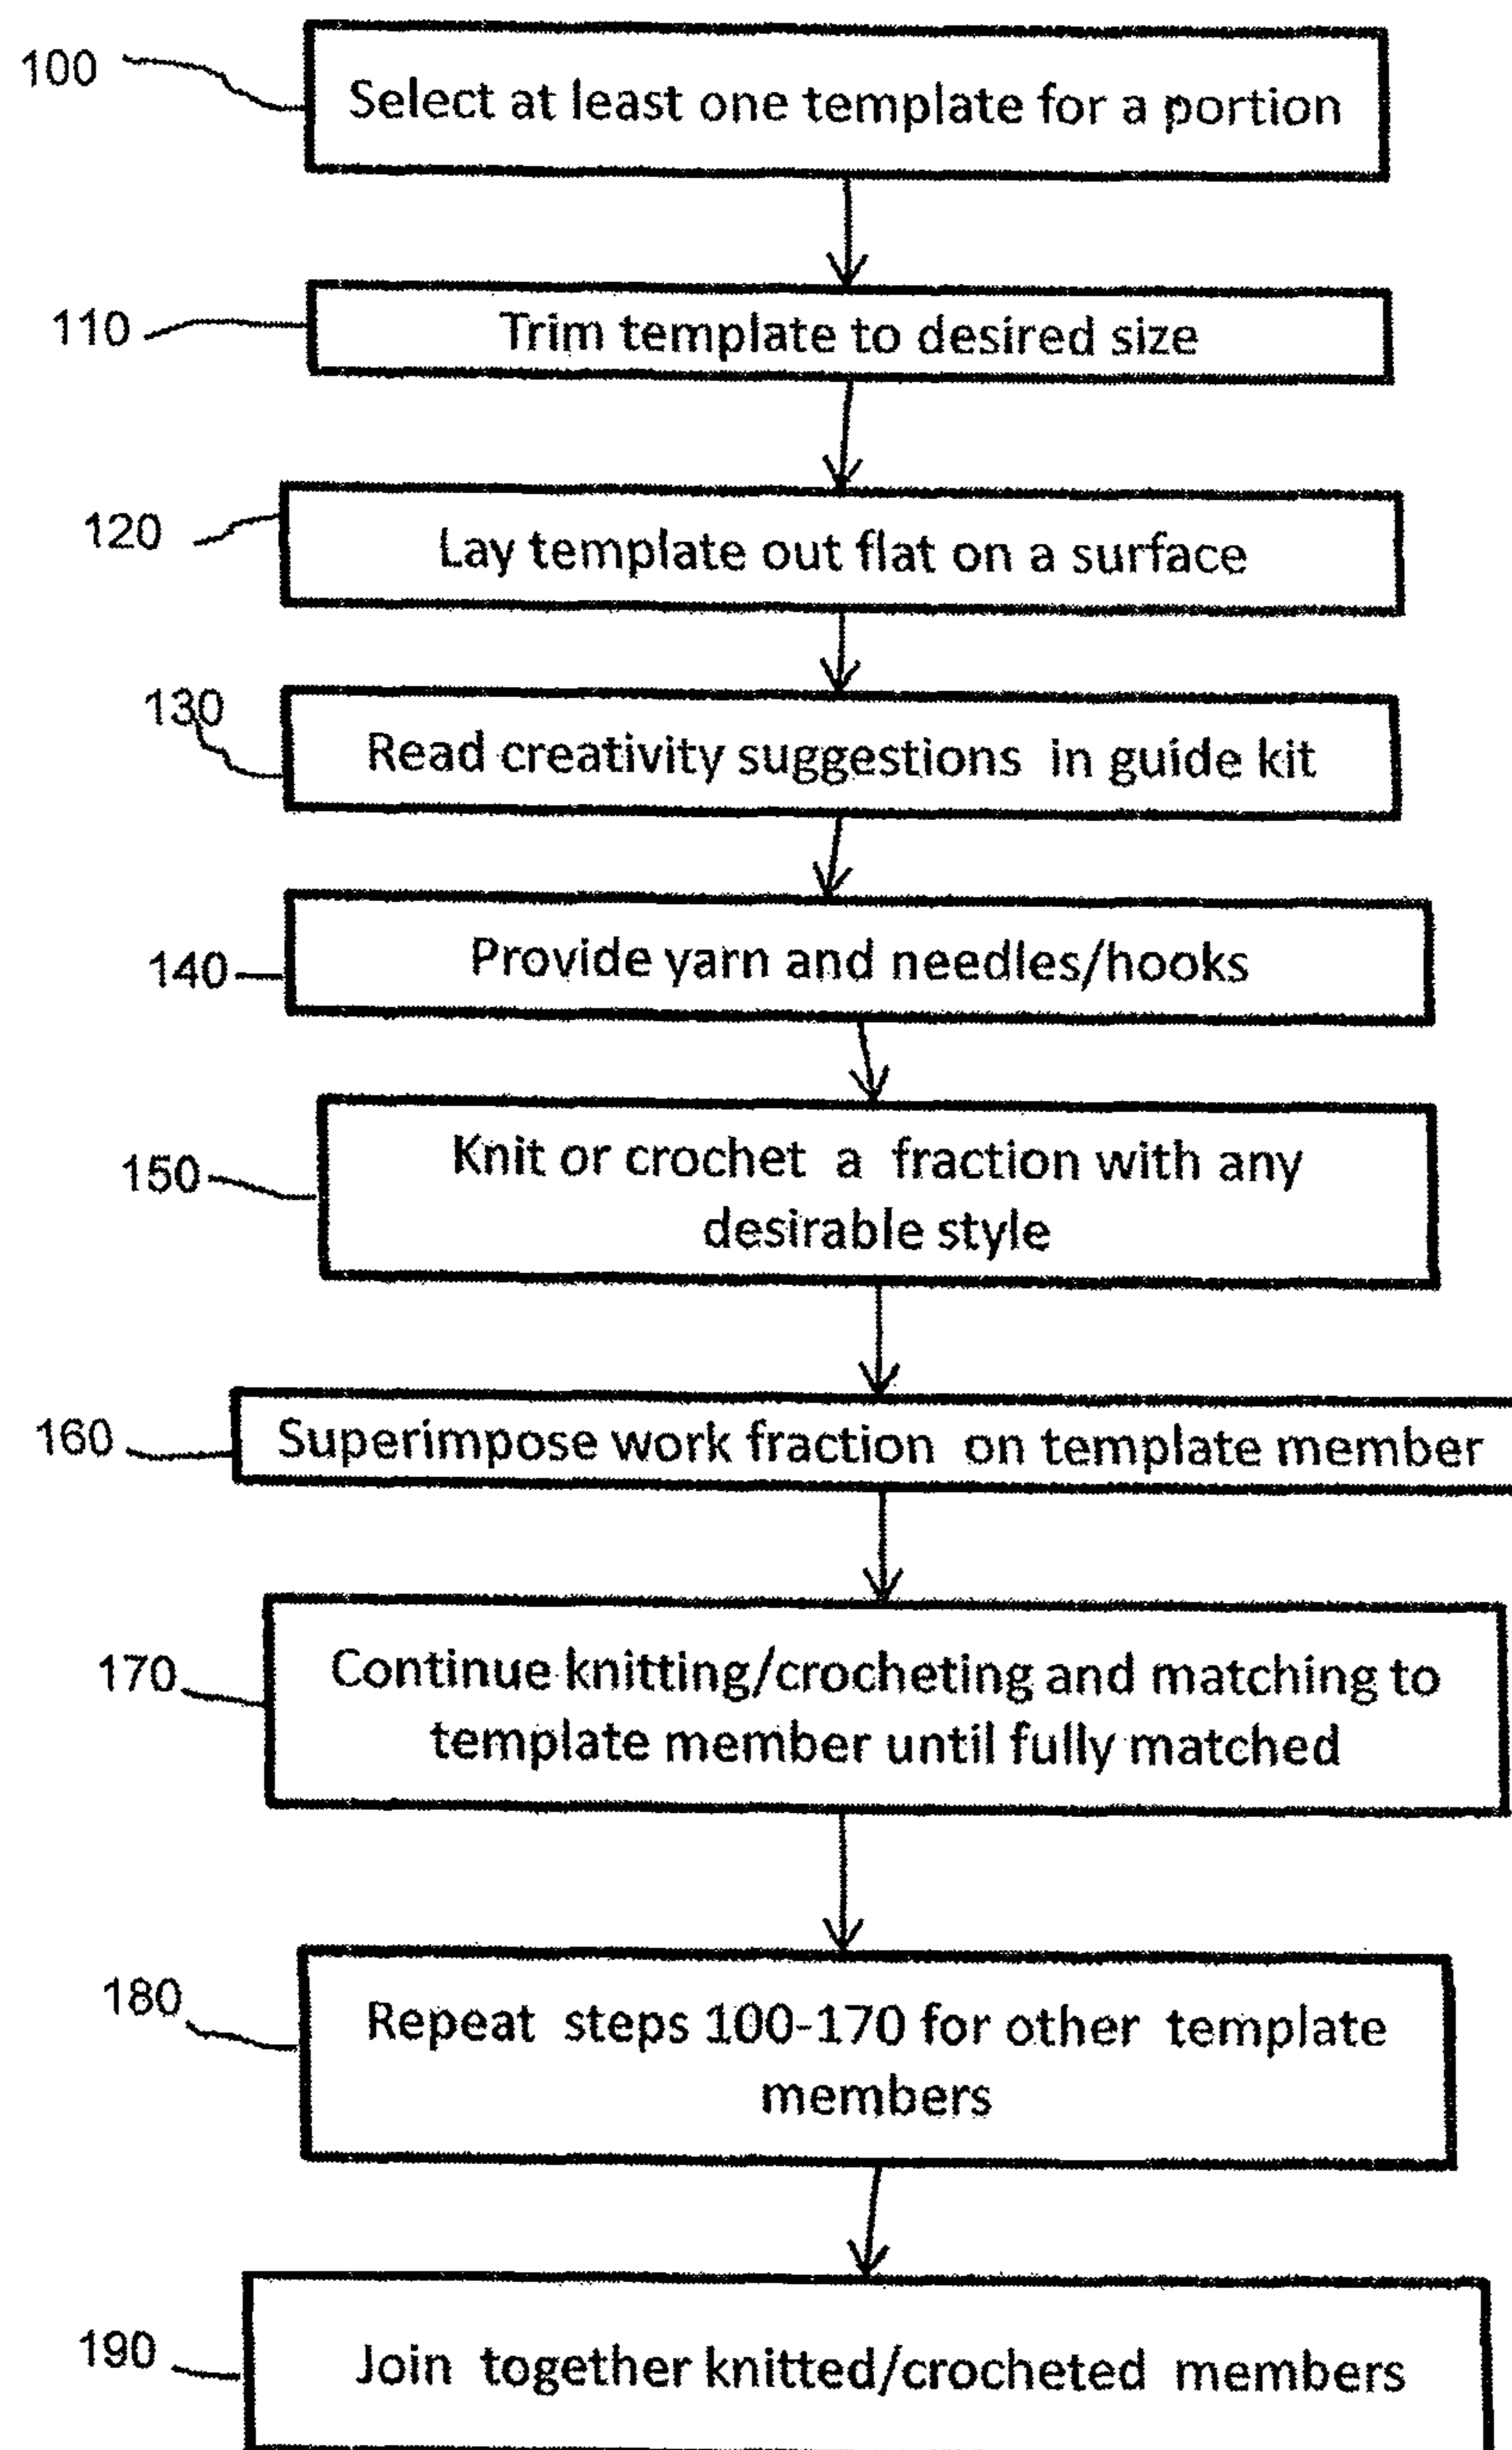 100
Select at least one template for a portion
110
Trim template to desired size
120
Lay template out flat on a surface
130
Read creativity suggestions in guide kit
140
Provide yarn and needles/hooks
150
Knit or crochet a fraction with any
desirable style
160
Superimpose work fraction on template member
170
Continue knitting/crocheting and matching to
template member until fully matched
180
Repeat steps 100-170 for other template
members
190
Join together knitted/crocheted members